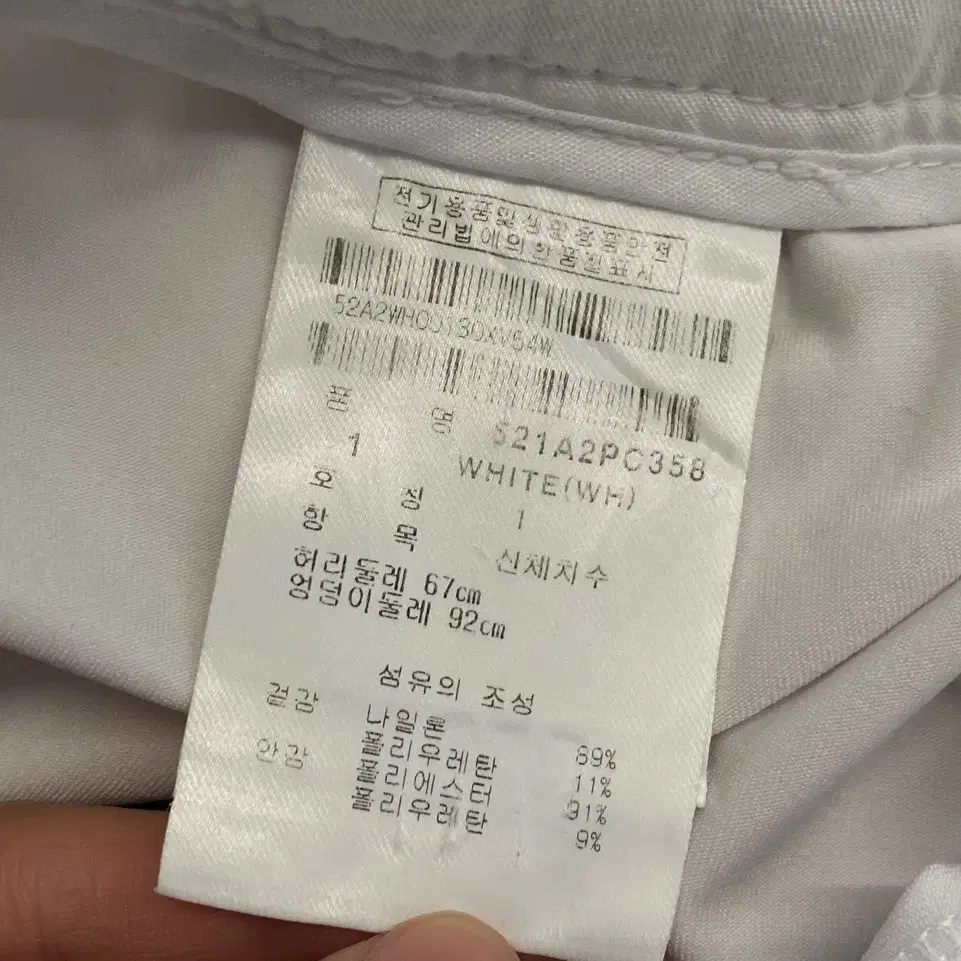 전기용품및생활용품안전
관리법에의한품질표시
52A2WH00130XV54W
품 명 521A2PC358
1 WHITE(WH)
호 칭 1
항 목 신체치수
허리둘레 67cm
엉덩이둘레 92cm
섬유의 조성
겉감 나일론 89%
폴리우레탄 11%
안감 폴리에스터 91%
폴리우레탄 9%